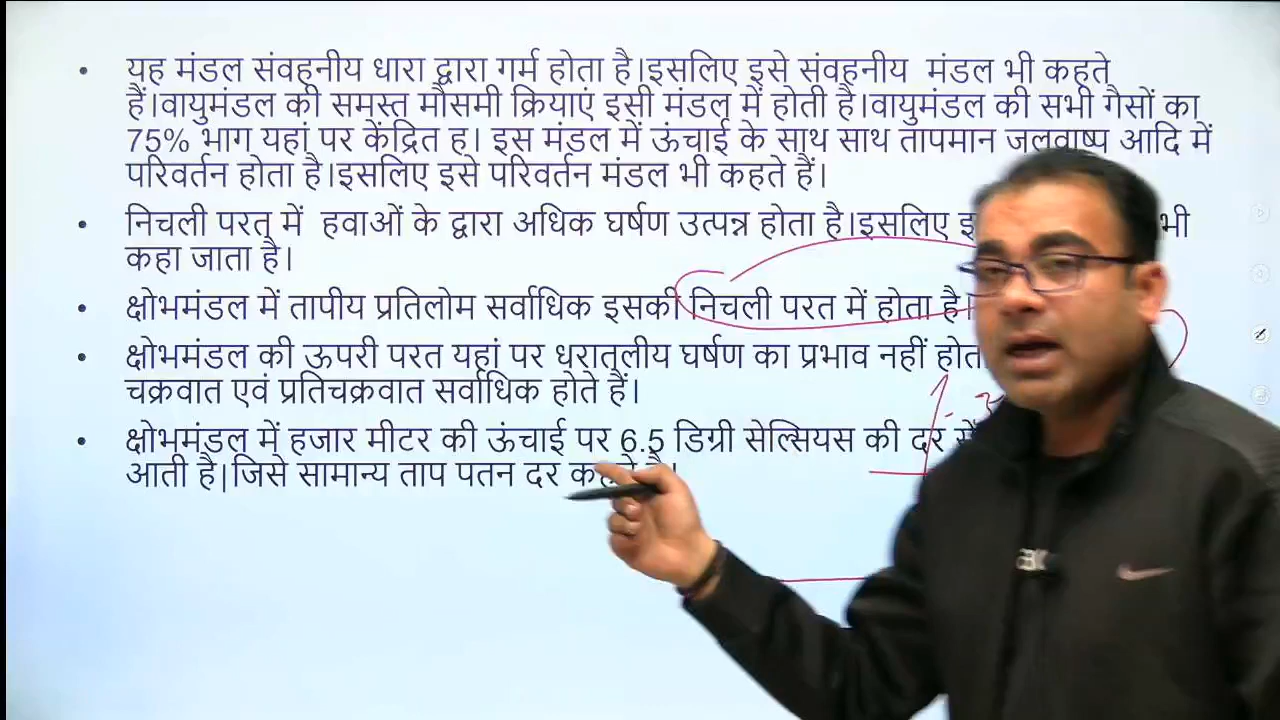 यह मंडल संवहनीय धारा द्वारा गर्म होता है।इसलिए इसे संवहनीय मंडल भी कहते
हैं।वायुमंडल की समस्त मौसमी क्रियाएं इसी मंडल में होती है।वायुमंडल की सभी गैसों का
75% भाग यहां पर केंद्रित ह। इस मंडल में ऊंचाई के साथ साथ तापमान जलवाष्प आदि में
परिवर्तन होता है।इसलिए इसे परिवर्तन मंडल भी कहते हैं।
निचली परत में हवाओं के द्वारा अधिक घर्षण उत्पन्न होता है।इसलिए भी
कहा जाता है।
क्षोभमंडल में तापीय प्रतिलोम सर्वाधिक इसकी निचली परत में होता है।
क्षोभमंडल की ऊपरी परत यहां पर धरातलीय घर्षण का प्रभाव नहीं
चक्रवात एवं प्रतिचक्रवात सर्वाधिक होते हैं।
क्षोभमंडल में हजार मीटर की ऊंचाई पर 6.5 डिग्री सेल्सियस की दर से
आती है|जिसे सामान्य ताप पतन दर है।